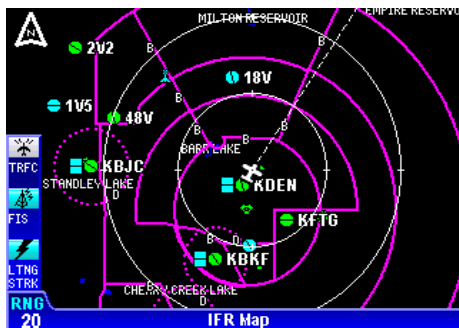 MILTON RESERVOIR
EMPIRE RESERVO
2V2
B
B
18V
1V5
48V
B
B
B
BARR LAKE
KBJC
STANDLEY LAKE
D
KDEN
KFTG
B
D
KBKF
B
CHERRY CREEK LAKE
D
TRFC
FIS
LTNG
STRK
RNG
20
IFR Map